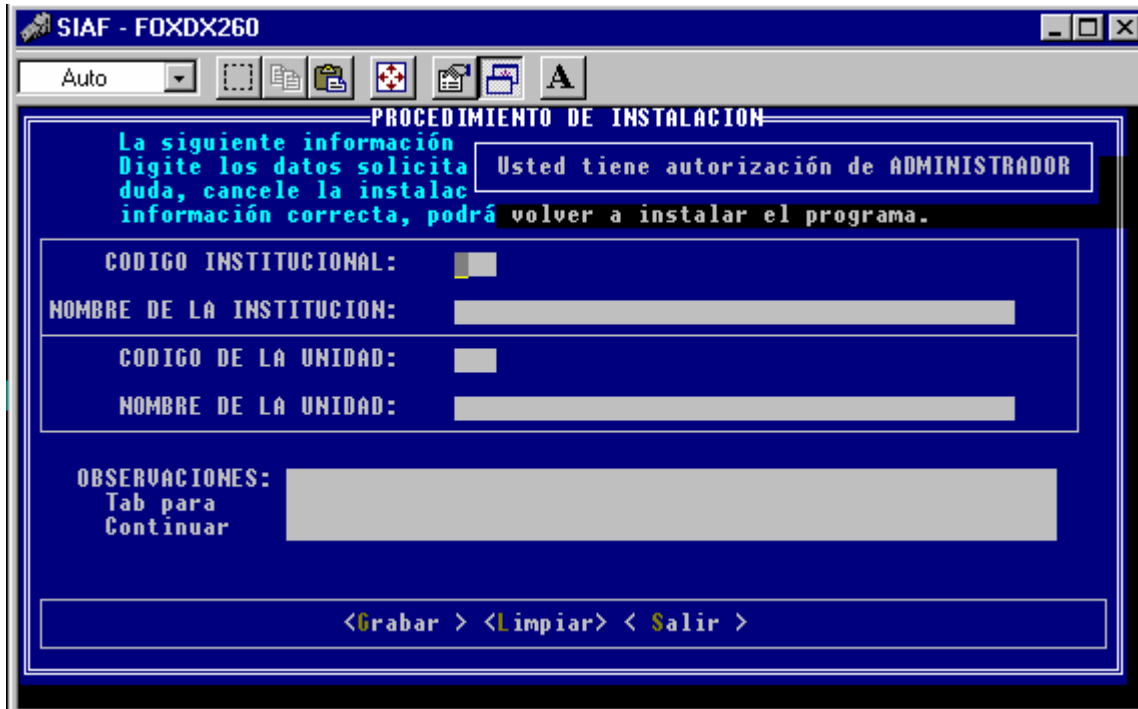 SIAF - FOXDX260
Auto
A
PROCEDIMIENTO DE INSTALACION
La siguiente información
Digite los datos solicita
Usted tiene autorización de ADMINISTRADOR
duda, cancele la instalac
información correcta, podrá volver a instalar el programa.
CODIGO INSTITUCIONAL:
NOMBRE DE LA INSTITUCION:
CODIGO DE LA UNIDAD:
NOMBRE DE LA UNIDAD:
OBSERVACIONES:
Tab para
Continuar
<Grabar > <Limpiar> < Salir >